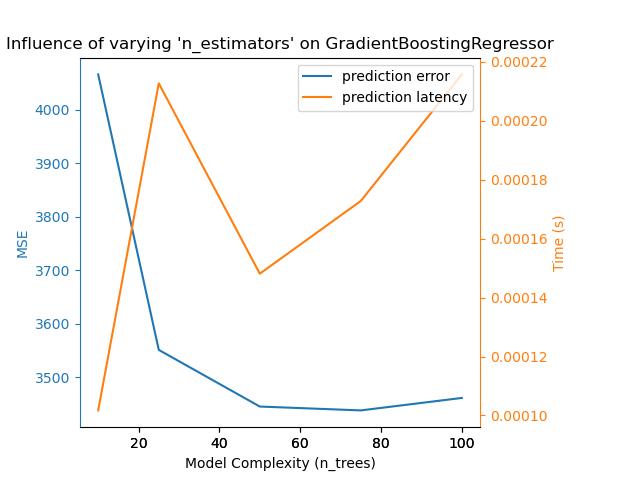 Influence of varying 'n_estimators' on GradientBoostingRegressor
prediction error
prediction latency
4000
3900
3800
3700
3600
3500
MSE
0.00022
0.00020
0.00018
0.00016
0.00014
0.00012
0.00010
Time (s)
20 40 60 80 100
Model Complexity (n_trees)